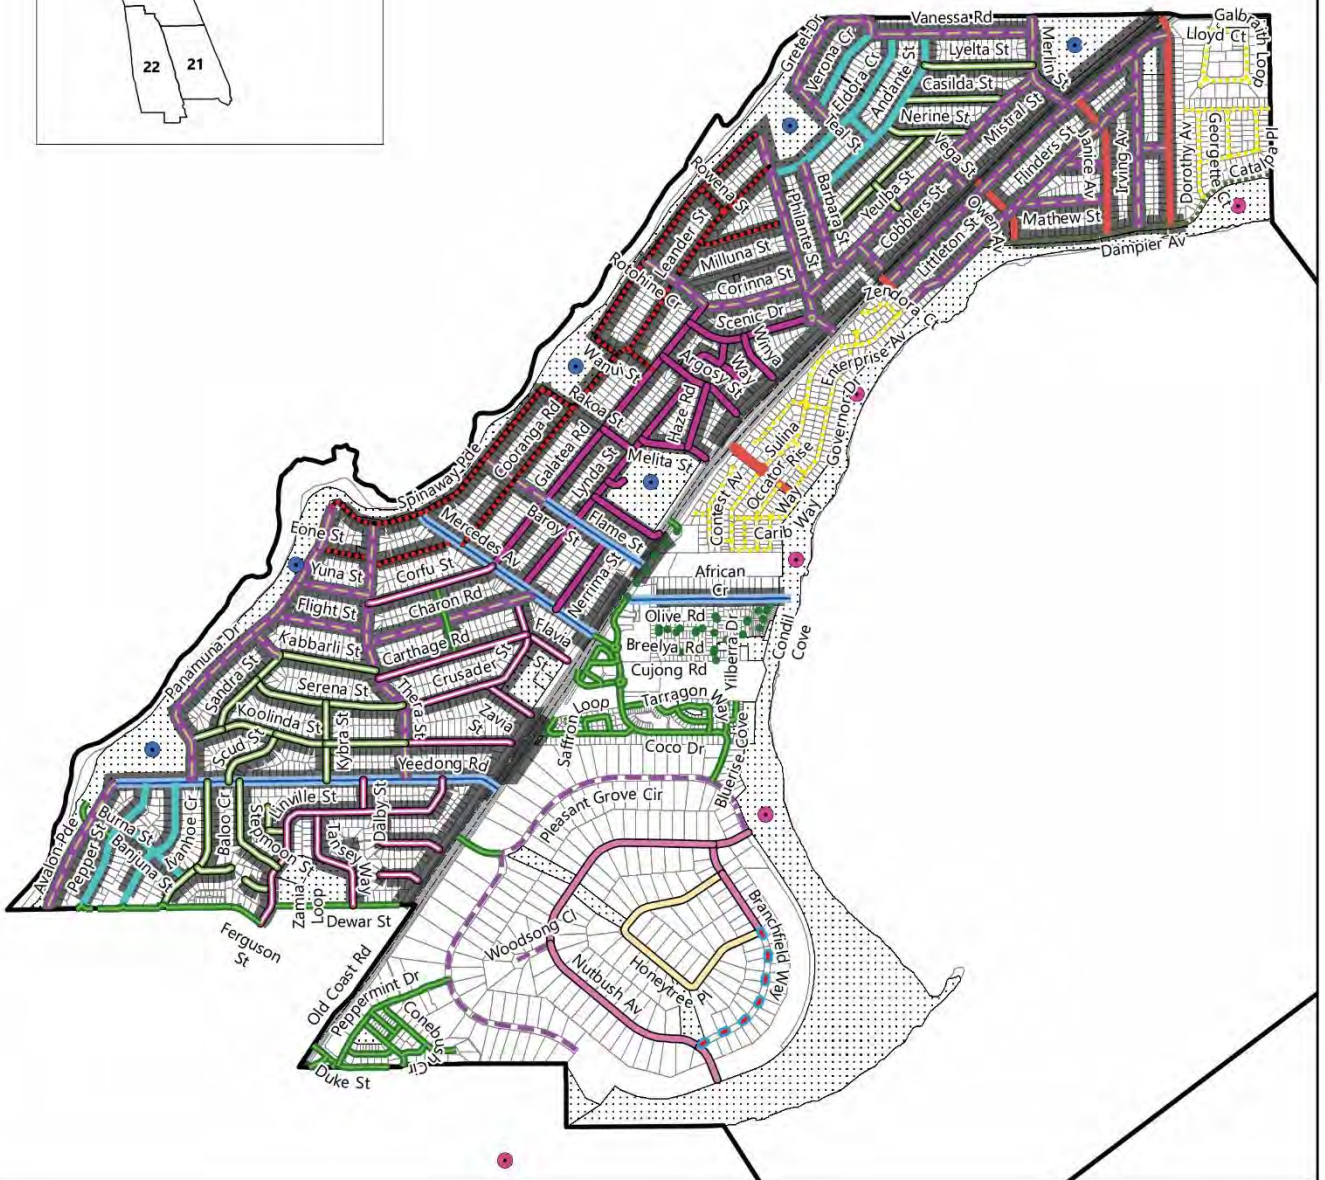 22
21
Gretel Dr
Verona Cr
Eldora Cr
Andante St
Teal St
Vanessa Rd
Lyelta St
Casilda St
Nerine St
Merlin St
Galbraith Loop
Lloyd Ct
Georgette Ct
Catalpa Pl
Dorothy Av
Irving Av
Janice Av
Flinders St
Mistral St
Vega St
Mathew St
Dampier Av
Owen Av
Littleton St
Cobblers St
Yeulba St
Barbara St
Philante St
Rowena St
Leander St
Milluna St
Corinna St
Rotohine Cr
Scenic Dr
Zendora
Winya
Way
Argosy St
Enterprise Av
Governor Dr
Wanui St
Rakoa St
Haze Rd
Sulina
Rise
Occator
Way
Contest Av
Carib Way
Melita St
Cooranga Rd
Galatea Rd
Lynda St
Spinaway Pde
Mercedes Av
Baroy St
Flame St
Nerrima St
African
Cr
Eone St
Yuna St
Corfu St
Flight St
Charon Rd
Kabbarli St
Carthage Rd
Flavia
St
Crusader St
Olive Rd
Breelya Rd
Cujong Rd
Yilberra Dr
Condil
Cove
Panamuna Dr
Sandra St
Serena St
Koolinda St
Thera St
Zavia
St
Tarragon Way
Saffron Loop
Coco Dr
Bluerise Cove
Scud St
Kybra St
Yeedong Rd
Linville St
Dalby St
Pleasant Grove Cir
Avalon Pde
Pepper St
Burna St
Banjuna St
Ivanhoe Cr
Baloo Cr
Stepmoon St
Tansey Way
Zamia
Loop
Dewar St
Ferguson
St
Old Coast Rd
Woodsong Cl
Nutbush Av
Honeytree Pl
Branchfield Way
Peppermint Dr
Conebush Cir
Duke St